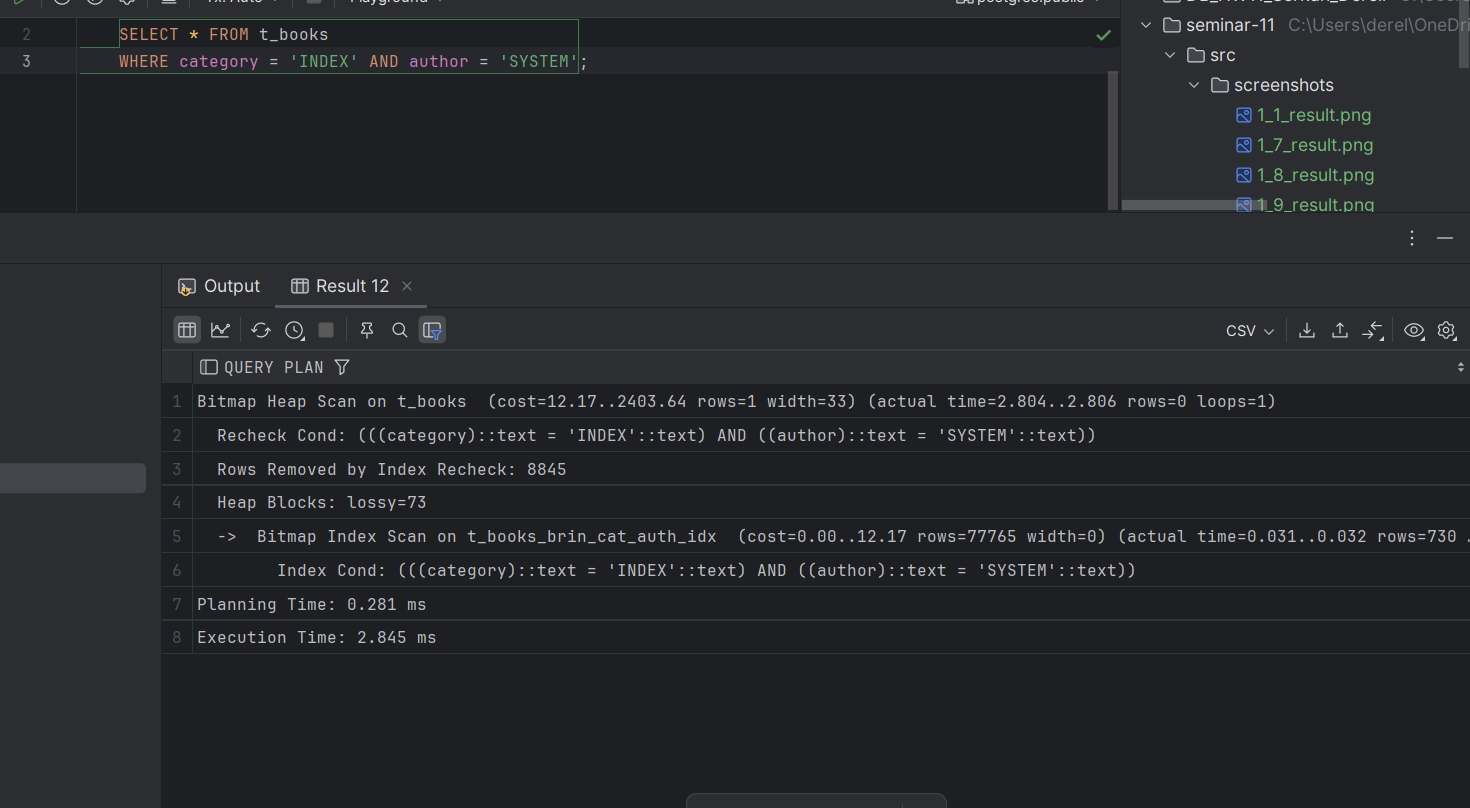 Tx: Auto
Playground
postgres.public
2 SELECT * FROM t_books
3 WHERE category = 'INDEX' AND author = 'SYSTEM';
seminar-11 C:\Users\derel\OneDri
src
screenshots
1_1_result.png
1_7_result.png
1_8_result.png
1_9_result.png
Output
Result 12
CSV
QUERY PLAN
1 Bitmap Heap Scan on t_books (cost=12.17..2403.64 rows=1 width=33) (actual time=2.804..2.806 rows=0 loops=1)
2 Recheck Cond: (((category)::text = 'INDEX'::text) AND ((author)::text = 'SYSTEM'::text))
3 Rows Removed by Index Recheck: 8845
4 Heap Blocks: lossy=73
5 -> Bitmap Index Scan on t_books_brin_cat_auth_idx (cost=0.00..12.17 rows=77765 width=0) (actual time=0.031..0.032 rows=730 .
6 Index Cond: (((category)::text = 'INDEX'::text) AND ((author)::text = 'SYSTEM'::text))
7 Planning Time: 0.281 ms
8 Execution Time: 2.845 ms